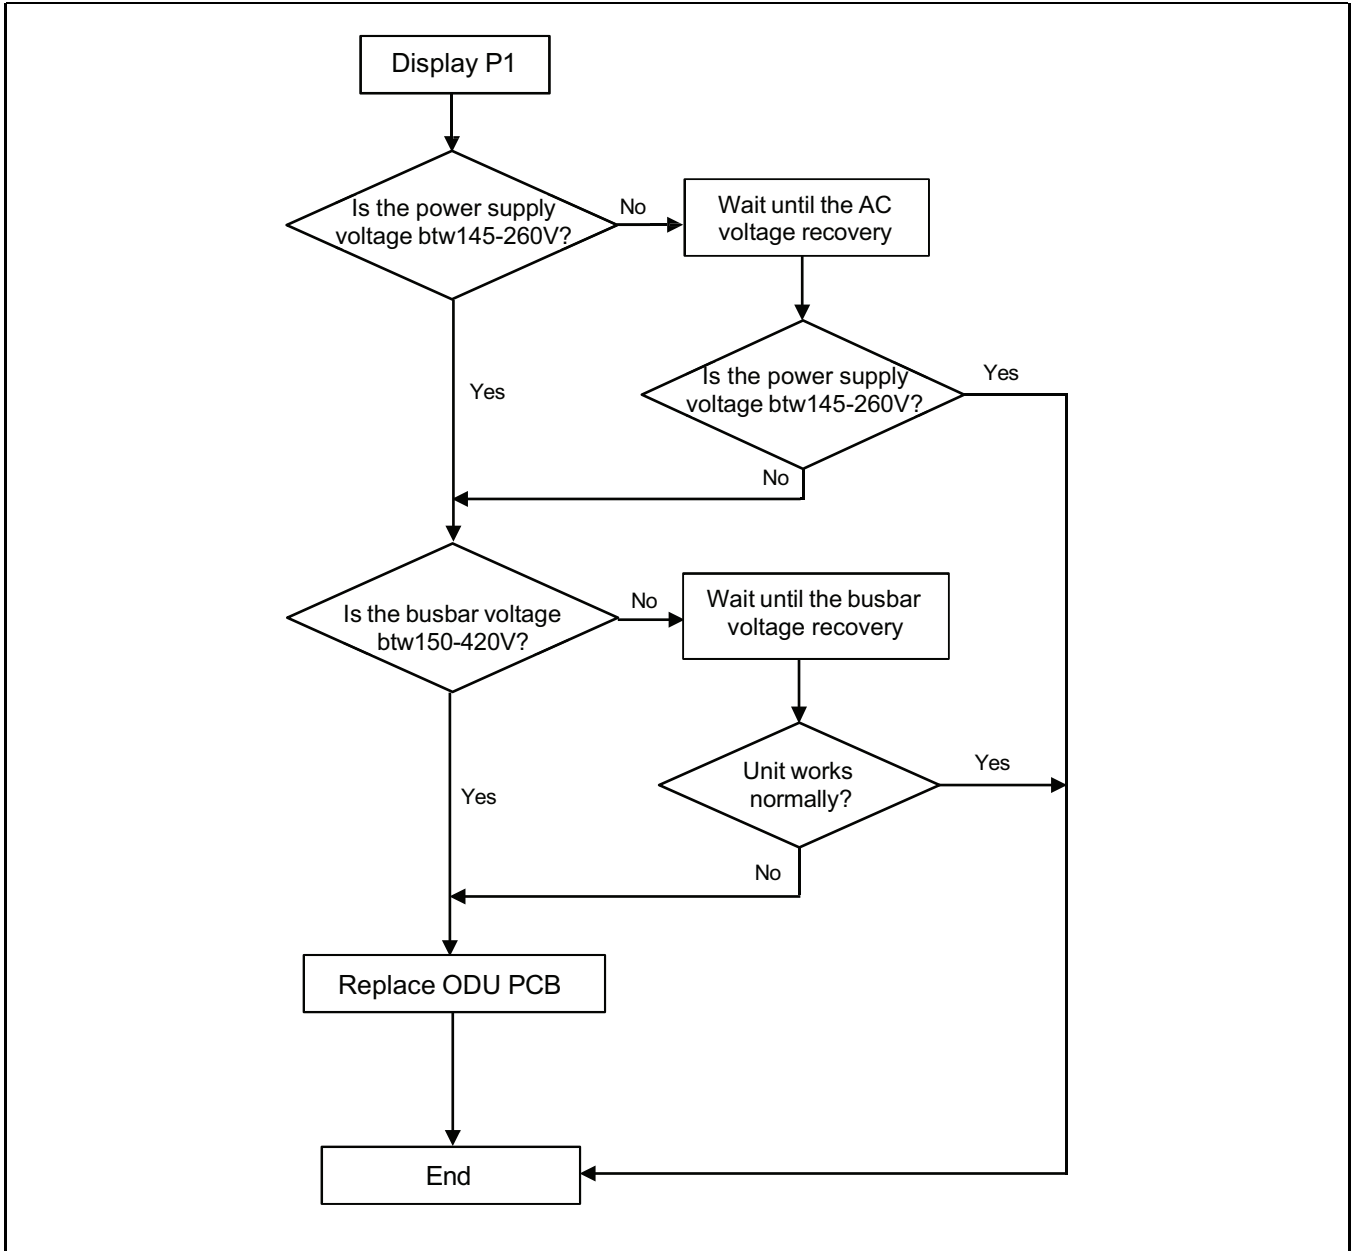 Display P1
Is the power supply
voltage btw145-260V?
No
Wait until the AC
voltage recovery
Is the power supply
voltage btw145-260V?
Yes
Yes
No
Is the busbar voltage
btw150-420V?
No
Wait until the busbar
voltage recovery
Unit works
normally?
Yes
Yes
No
Replace ODU PCB
End